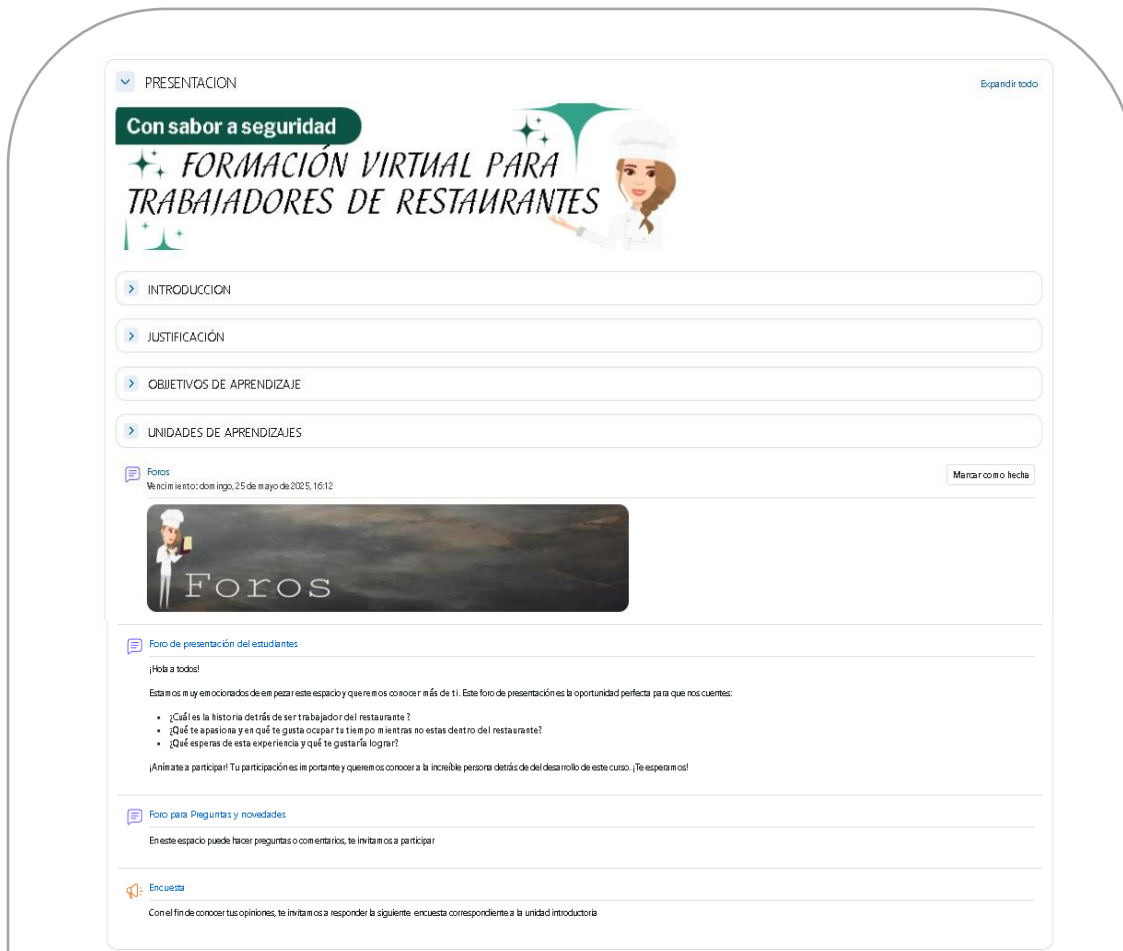 PRESENTACION
Expandir todo
Con sabor a seguridad
FORMACIÓN VIRTUAL PARA
TRABAJADORES DE RESTAURANTES
INTRODUCCION
JUSTIFICACIÓN
OBJETIVOS DE APRENDIZAJE
UNIDADES DE APRENDIZAJES
Foros
Marcar como hecha
Vencimiento: domingo, 25 de mayo de 2025, 16:12
Foros
Foro de presentación del estudiantes
¡Hola a todos!
Estamos muy emocionados de empezar este espacio y queremos conocer más de ti. Este foro de presentación es la oportunidad perfecta para que nos cuentes:
• ¿Cuál es la historia detrás de ser trabajador del restaurante ?
• ¿Qué te apasiona y en qué te gusta ocupar tu tiempo mientras no estas dentro del restaurante?
• ¿Qué esperas de esta experiencia y qué te gustaría lograr?
¡Anímate a participar! Tu participación es importante y queremos conocer a la increíble persona detrás de del desarrollo de este curso. ¡Te esperamos!
Foro para Preguntas y novedades
En este espacio puede hacer preguntas o comentarios, te invitamos a participar
Encuesta
Con el fin de conocer tus opiniones, te invitamos a responder la siguiente encuesta correspondiente a la unidad introductoria